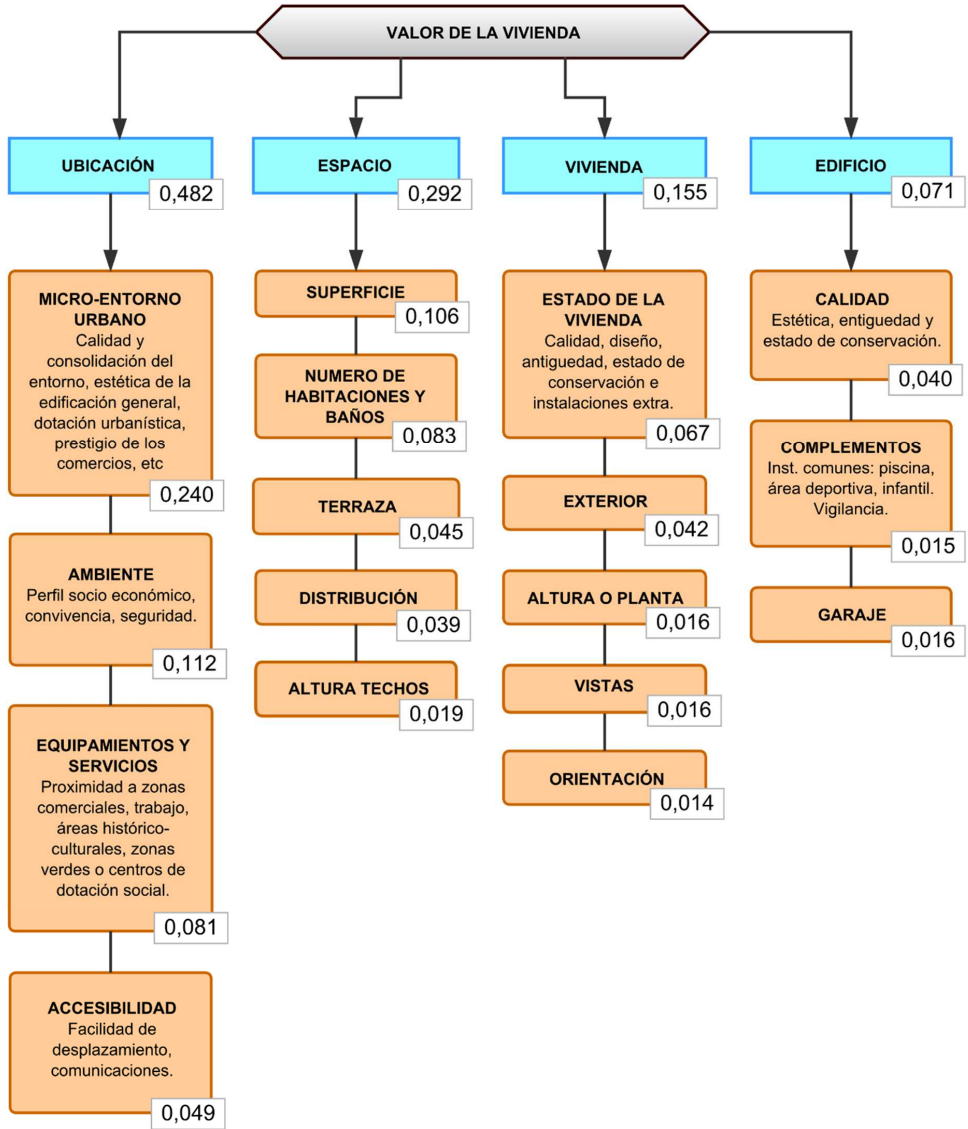 VALOR DE LA VIVIENDA
UBICACIÓN
0,482
MICRO-ENTORNO
URBANO
Calidad y
consolidación del
entorno, estética de la
edificación general,
dotación urbanística,
prestigio de los
comercios, etc
0,240
AMBIENTE
Perfil socio económico,
convivencia, seguridad.
0,112
EQUIPAMIENTOS Y
SERVICIOS
Proximidad a zonas
comerciales, trabajo,
áreas histórico-
culturales, zonas
verdes o centros de
dotación social.
0,081
ACCESIBILIDAD
Facilidad de
desplazamiento,
comunicaciones.
0,049
ESPACIO
0,292
SUPERFICIE
0,106
NUMERO DE
HABITACIONES Y
BAÑOS
0,083
TERRAZA
0,045
DISTRIBUCIÓN
0,039
ALTURA TECHOS
0,019
VIVIENDA
0,155
ESTADO DE LA
VIVIENDA
Calidad, diseño,
antiguedad, estado de
conservación e
instalaciones extra.
0,067
EXTERIOR
0,042
ALTURA O PLANTA
0,016
VISTAS
0,016
ORIENTACIÓN
0,014
EDIFICIO
0,071
CALIDAD
Estética, entiguedad y
estado de conservación.
0,040
COMPLEMENTOS
Inst. comunes: piscina,
área deportiva, infantil.
Vigilancia.
0,015
GARAJE
0,016